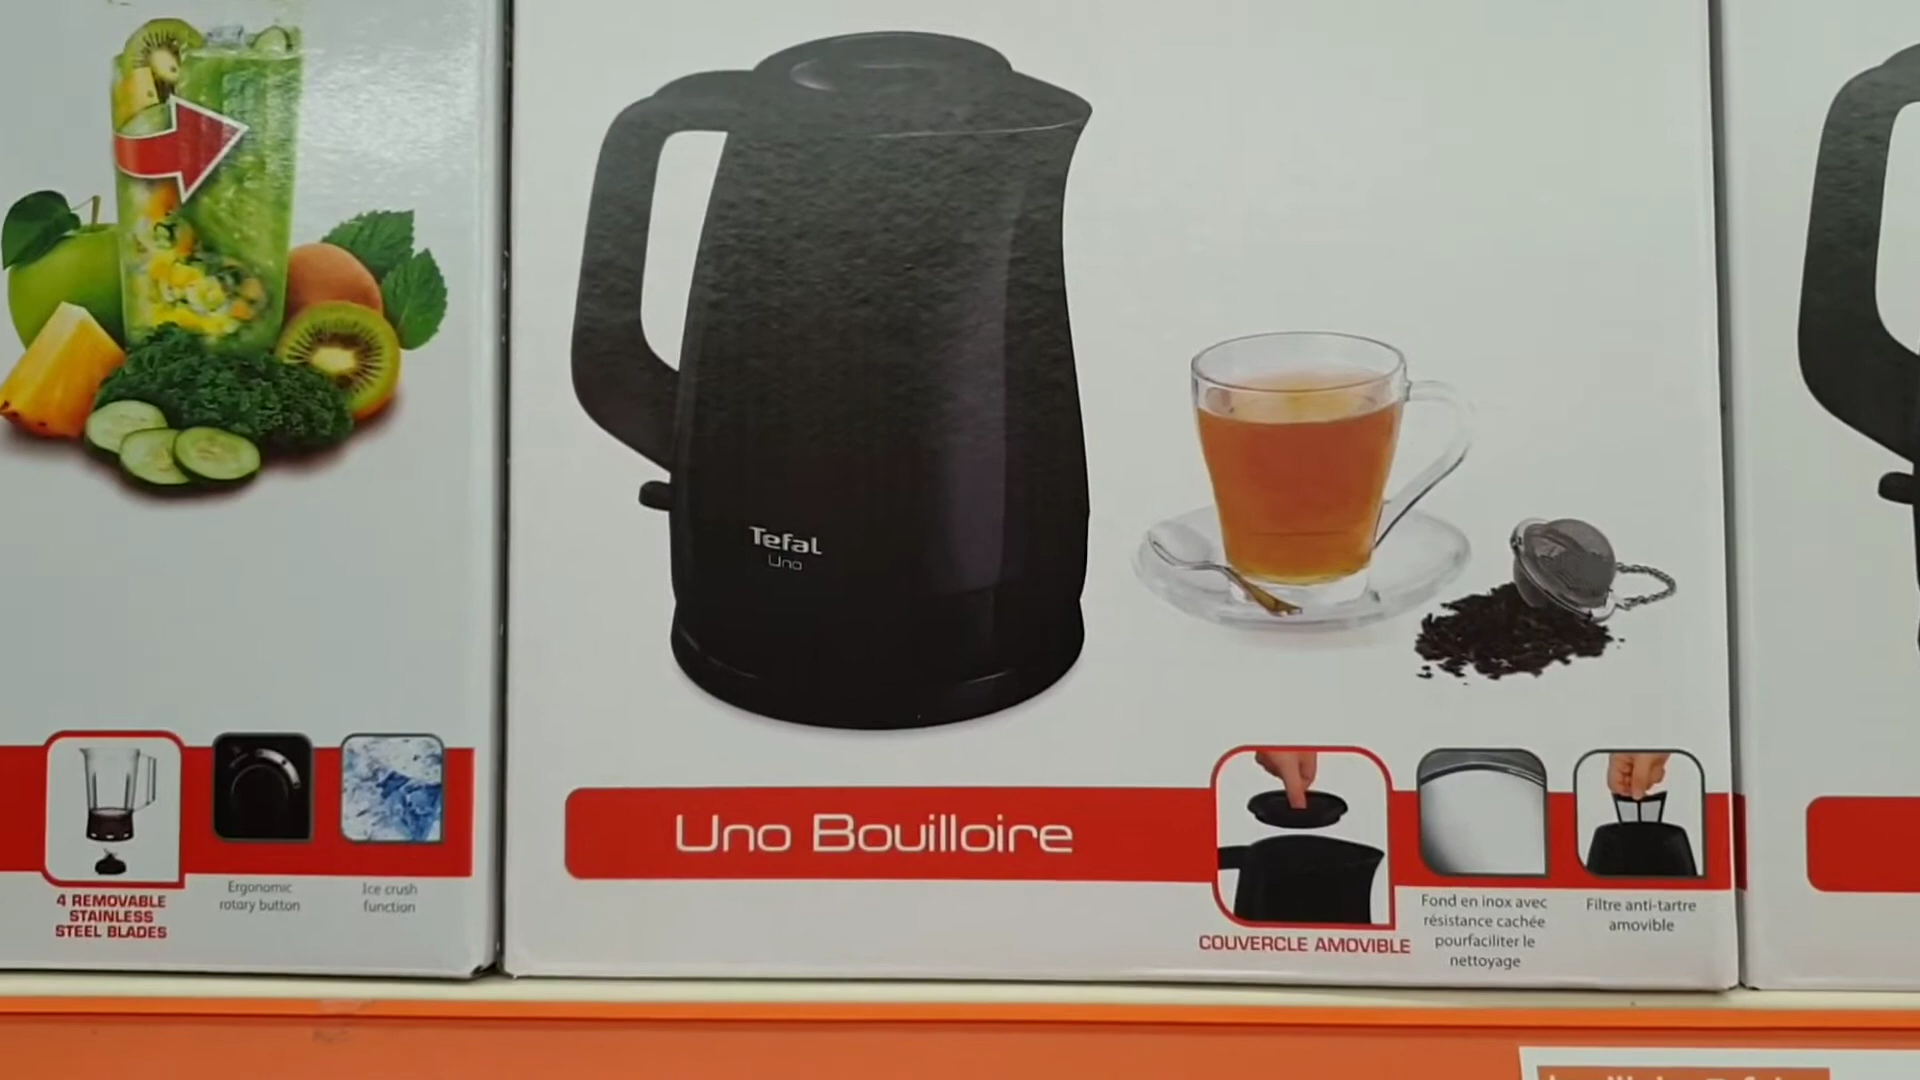 4 REMOVABLE
STAINLESS
STEEL BLADES
Ergonomic
rotary button
Ice crush
function
Tefal
Uno
Uno Bouilloire
COUVERCLE AMOVIBLE
Fond en inox avec
résistance cachée
pourfaciliter le
nettoyage
Filtre anti-tartre
amovible